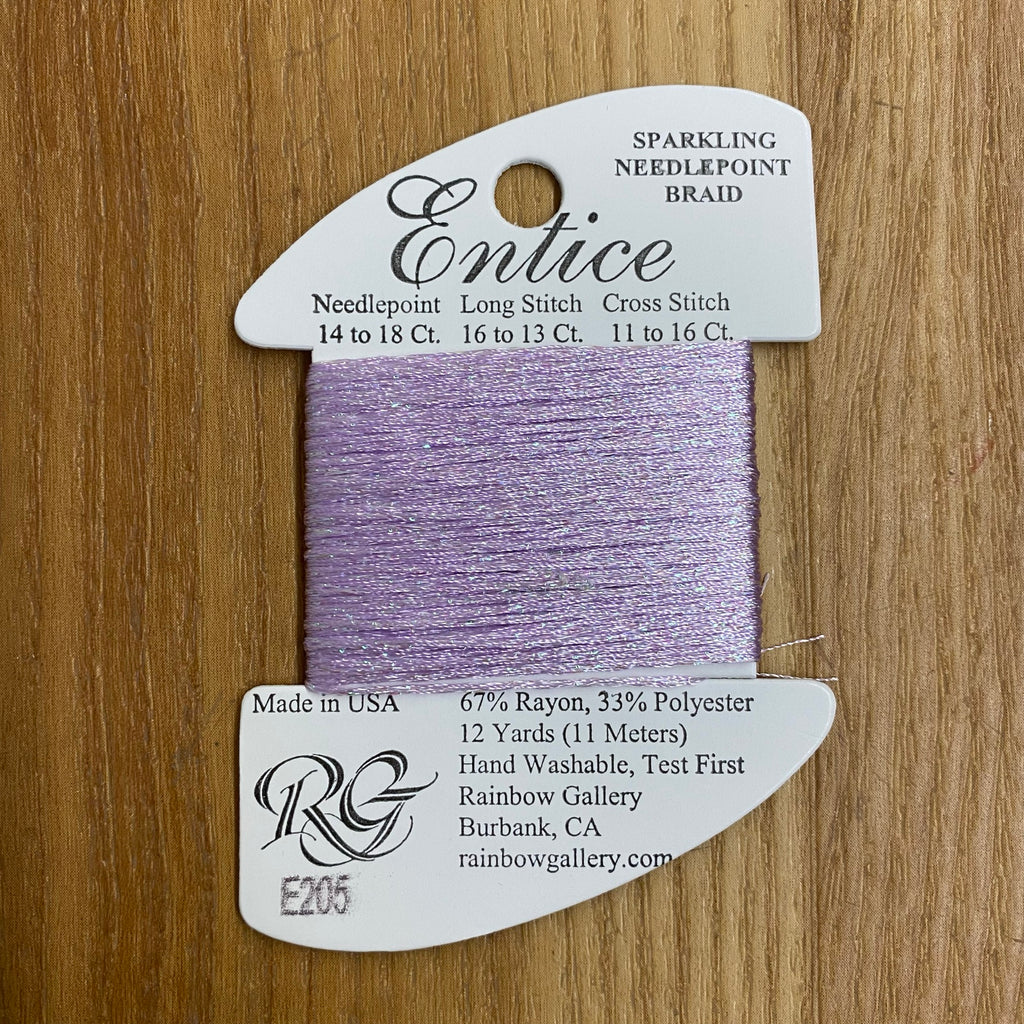 SPARKLING
NEEDLEPOINT
BRAID
Entice
Needlepoint Long Stitch Cross Stitch
14 to 18 Ct. 16 to 13 Ct. 11 to 16 Ct.
Made in USA
67% Rayon, 33% Polyester
12 Yards (11 Meters)
Hand Washable, Test First
Rainbow Gallery
Burbank, CA
rainbowgallery.com
RG
E205